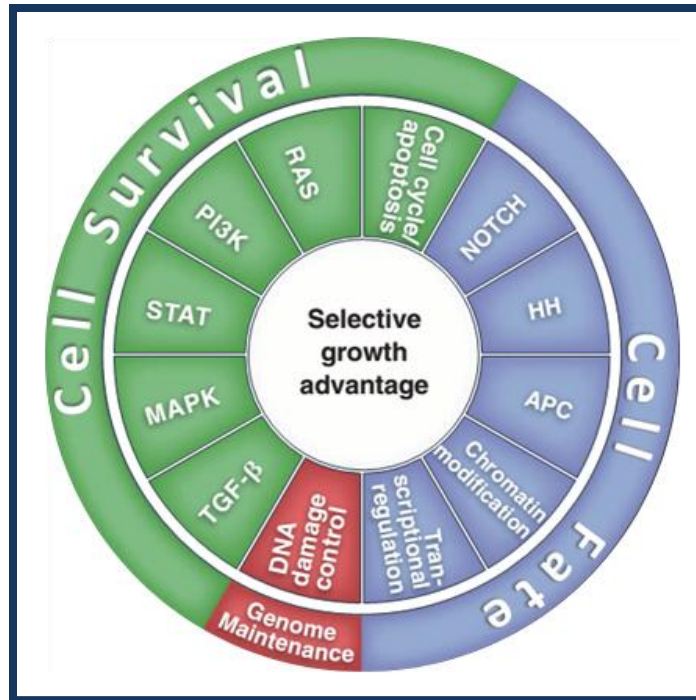 Cell Survival
Cell Fate
Genome
Maintenance
Cell cycle/
apoptosis
NOTCH
HH
APC
Chromatin
modification
Tran-
scriptional
regulation
DNA
damage
control
TGF-β
MAPK
STAT
PI3K
RAS
Selective
growth
advantage